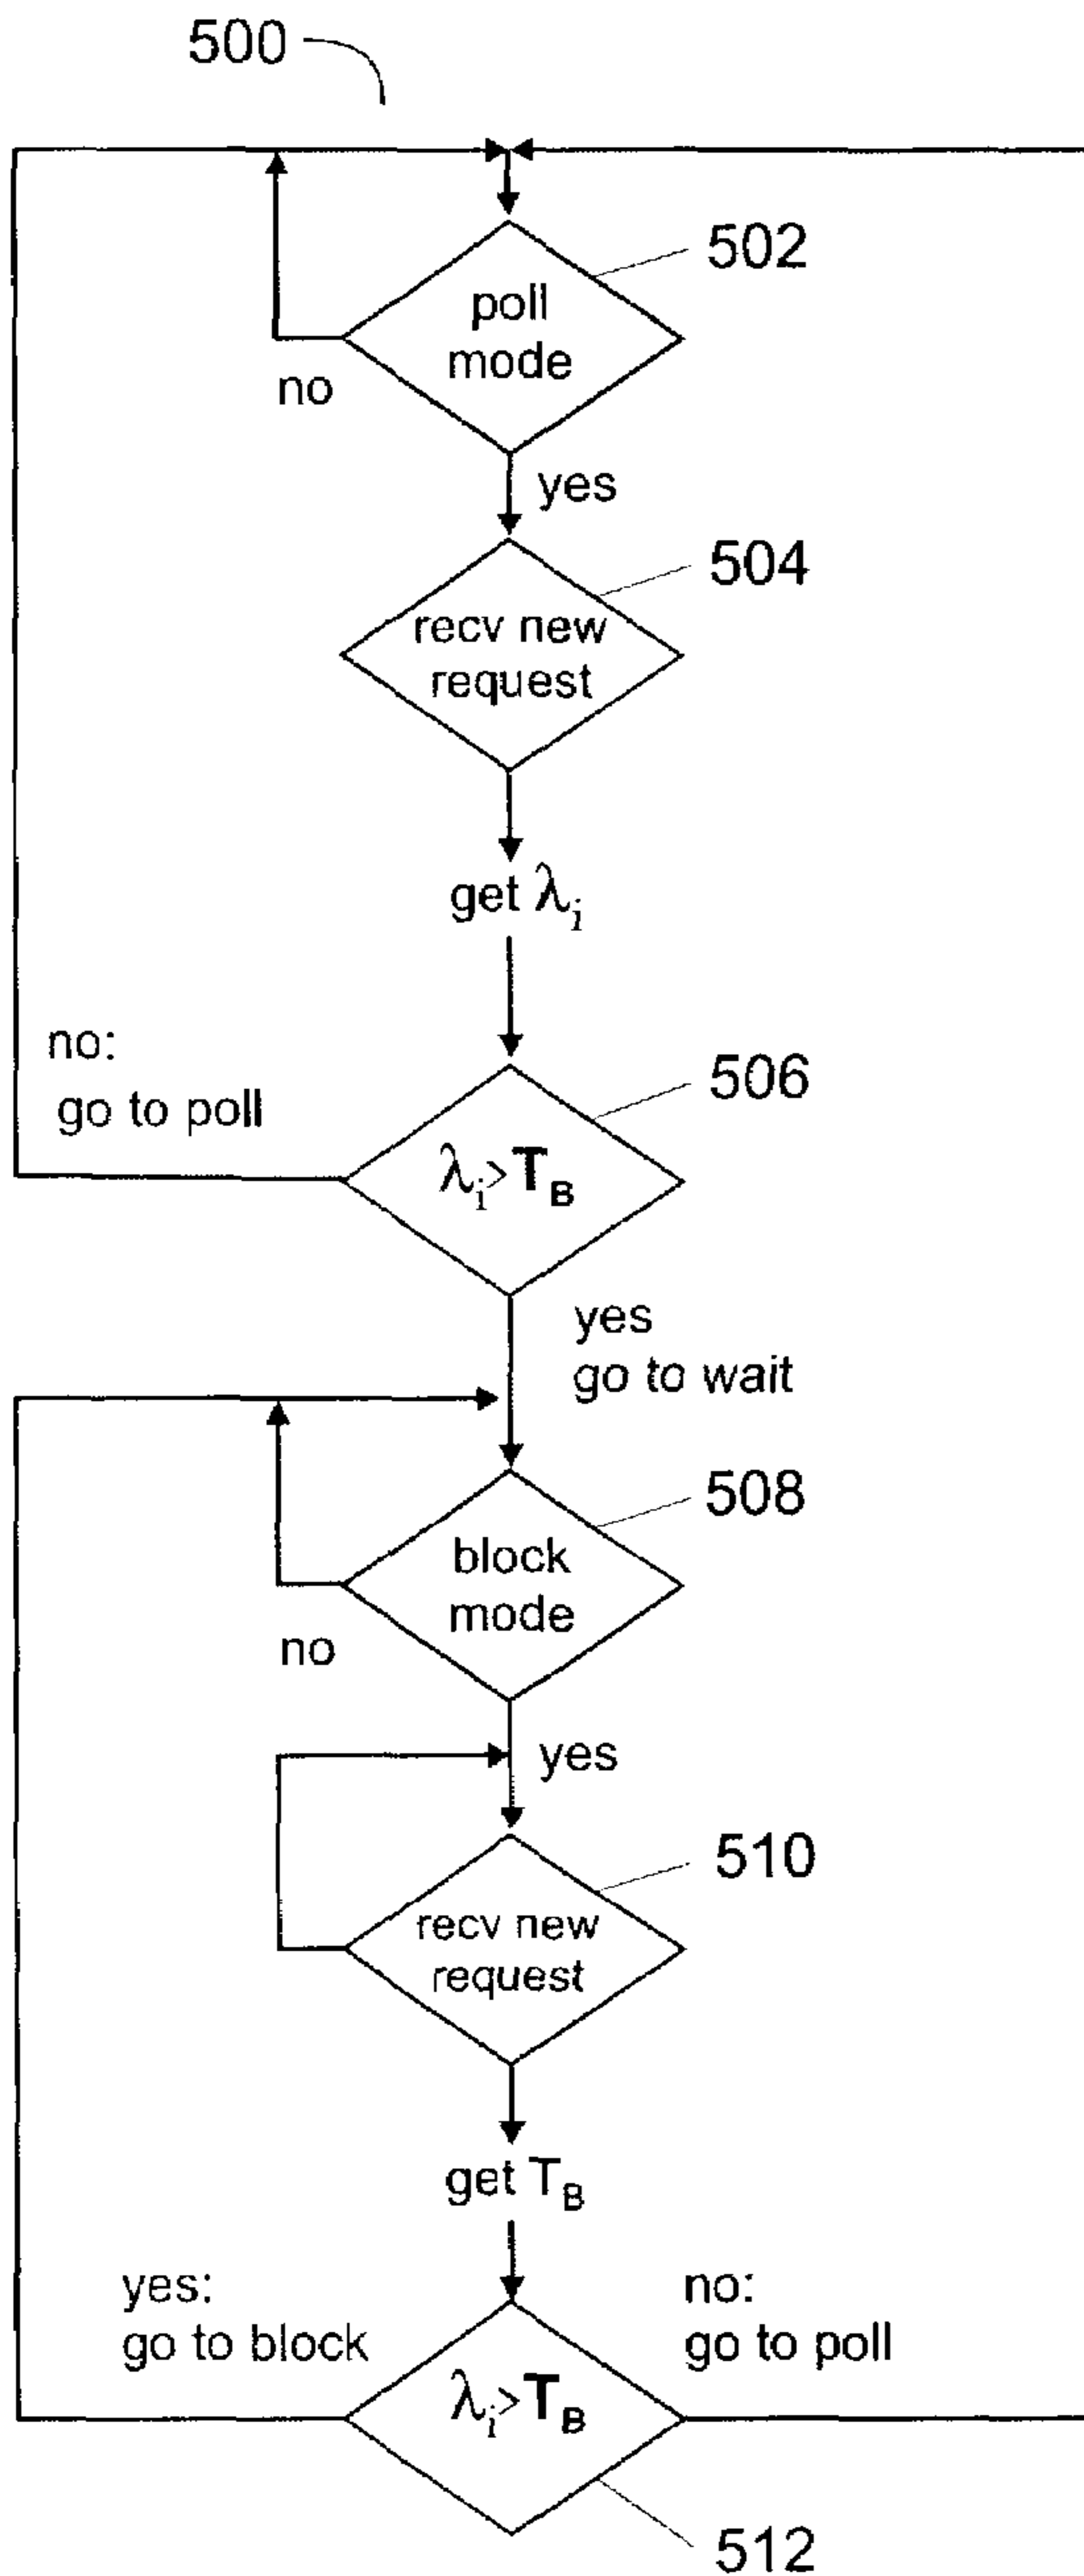 500
502
poll
mode
no
yes
504
recv new
request
get λi
no:
go to poll
506
λi>TB
yes
go to wait
508
block
mode
no
yes
510
recv new
request
get TB
yes:
go to block
no:
go to poll
λi>TB
512